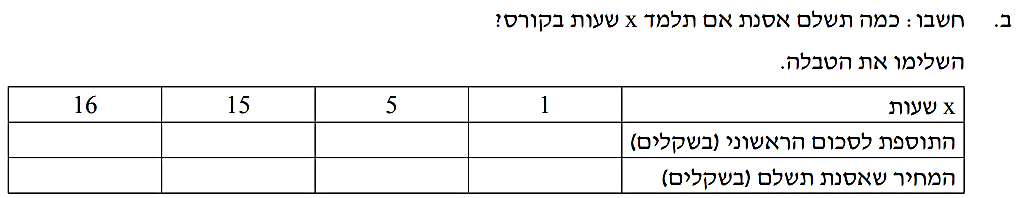 ב. חשבו: כמה תשלם אסנת אם תלמד x שעות בקורס?
השלימו את הטבלה.
x שעות 1 5 15 16
התוספת לסכום הראשוני (בשקלים)
המחיר שאסנת תשלם (בשקלים)